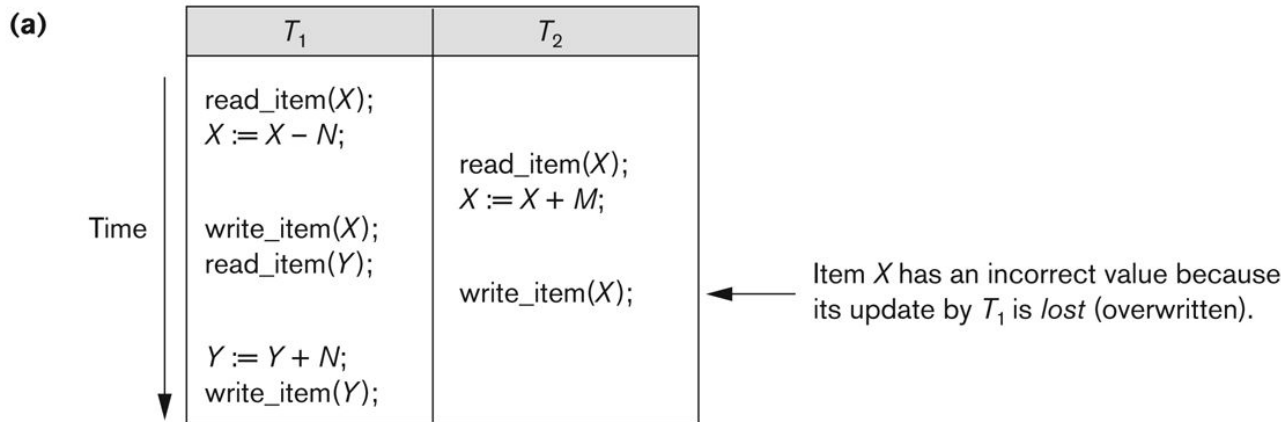 (a)
T1 T2
read_item(X);
X := X – N;
read_item(X);
X := X + M;
Time
write_item(X);
read_item(Y);
write_item(X);
Item X has an incorrect value because
its update by T1 is lost (overwritten).
Y := Y + N;
write_item(Y);